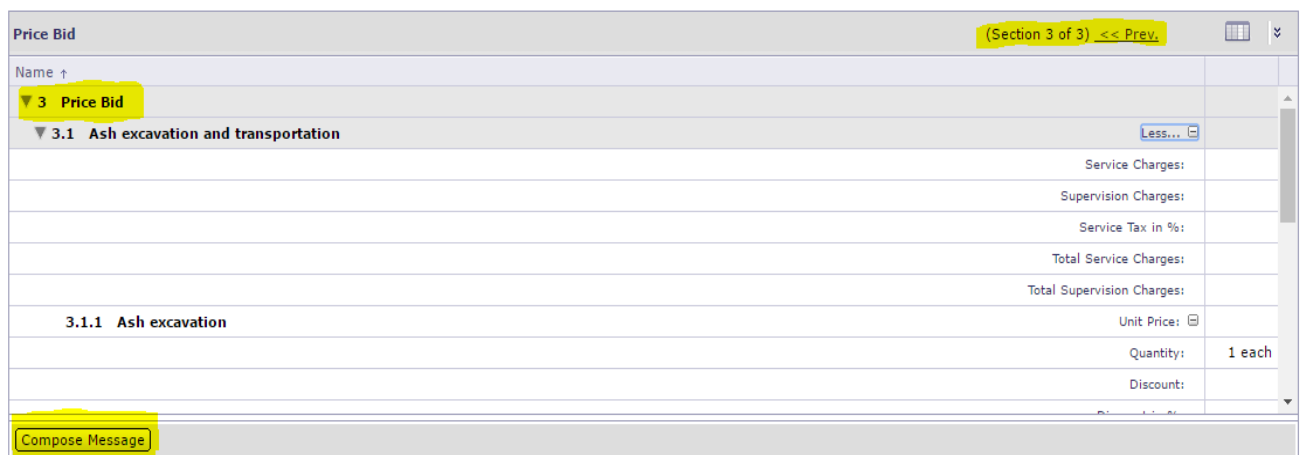 Price Bid (Section 3 of 3) << Prev.
Name ↑
3 Price Bid
3.1 Ash excavation and transportation Less...
Service Charges:
Supervision Charges:
Service Tax in %:
Total Service Charges:
Total Supervision Charges:
3.1.1 Ash excavation Unit Price:
Quantity: 1 each
Discount:
Compose Message